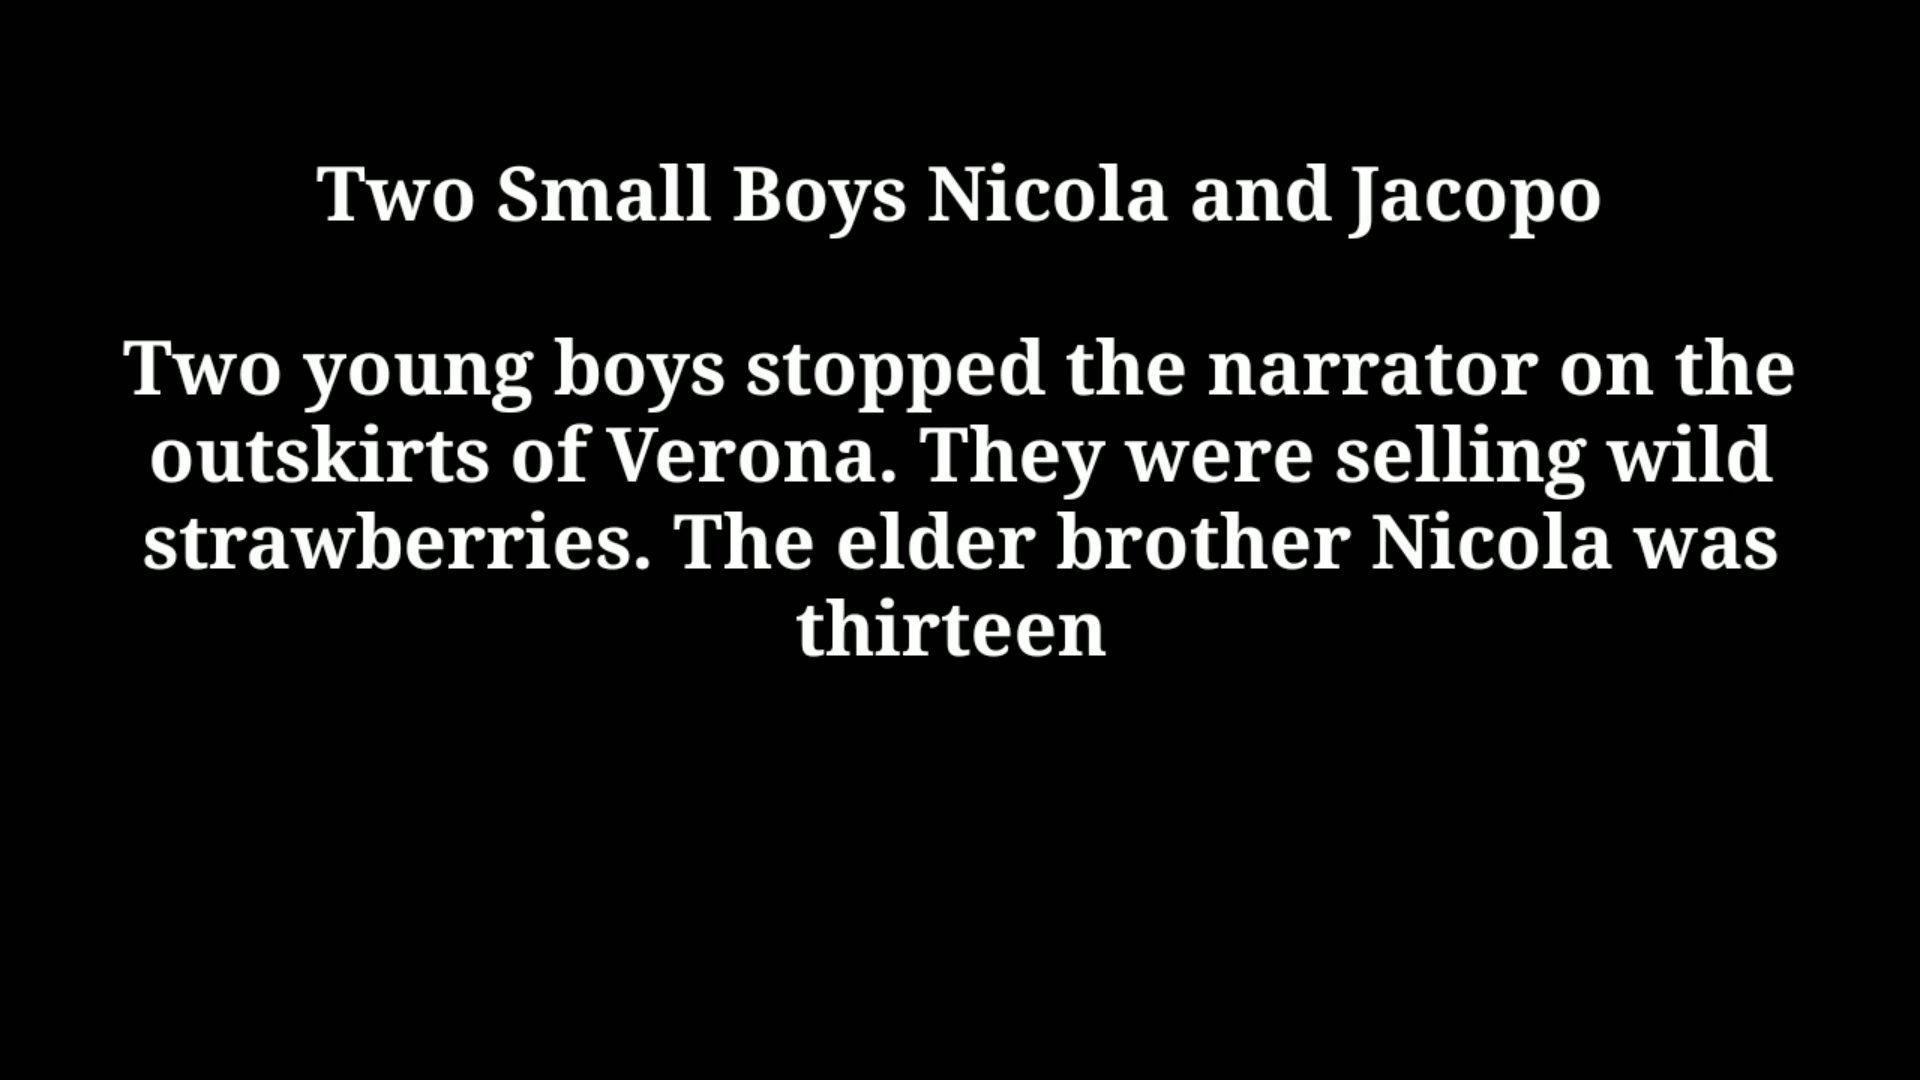 Two Small Boys Nicola and Jacopo
Two young boys stopped the narrator on the
outskirts of Verona. They were selling wild
strawberries. The elder brother Nicola was
thirteen